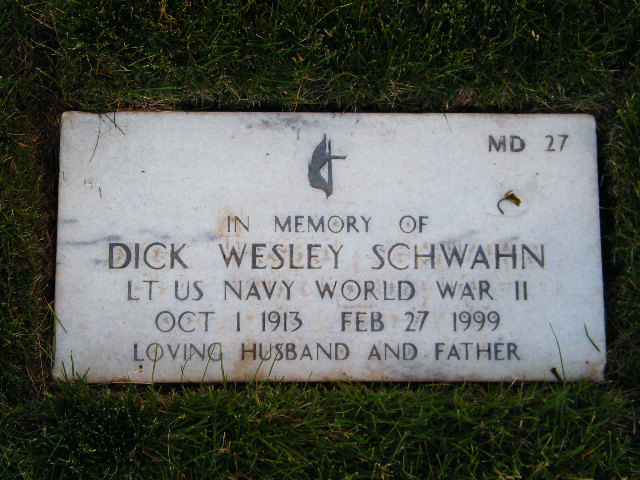 MD 27
IN MEMORY OF
DICK WESLEY SCHWAHN
LT US NAVY WORLD WAR II
OCT 1 1913 FEB 27 1999
LOVING HUSBAND AND FATHER